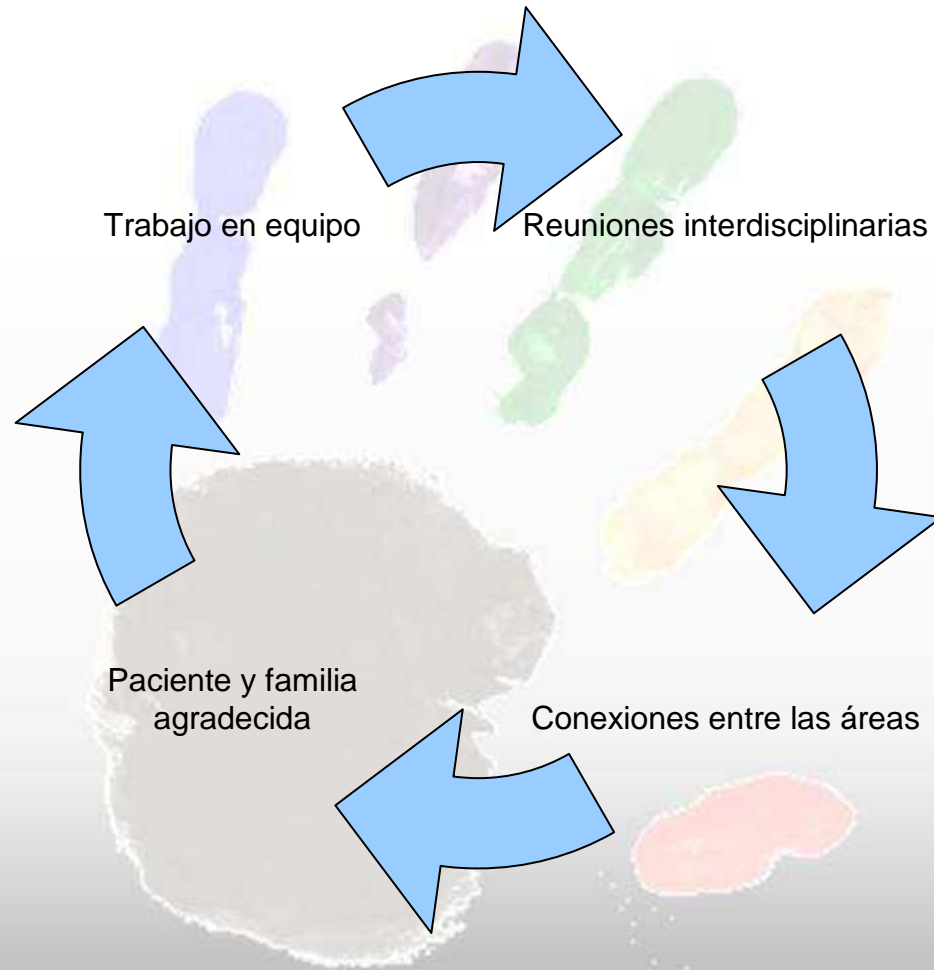 Trabajo en equipo
Reuniones interdisciplinarias
Conexiones entre las áreas
Paciente y familia
agradecida